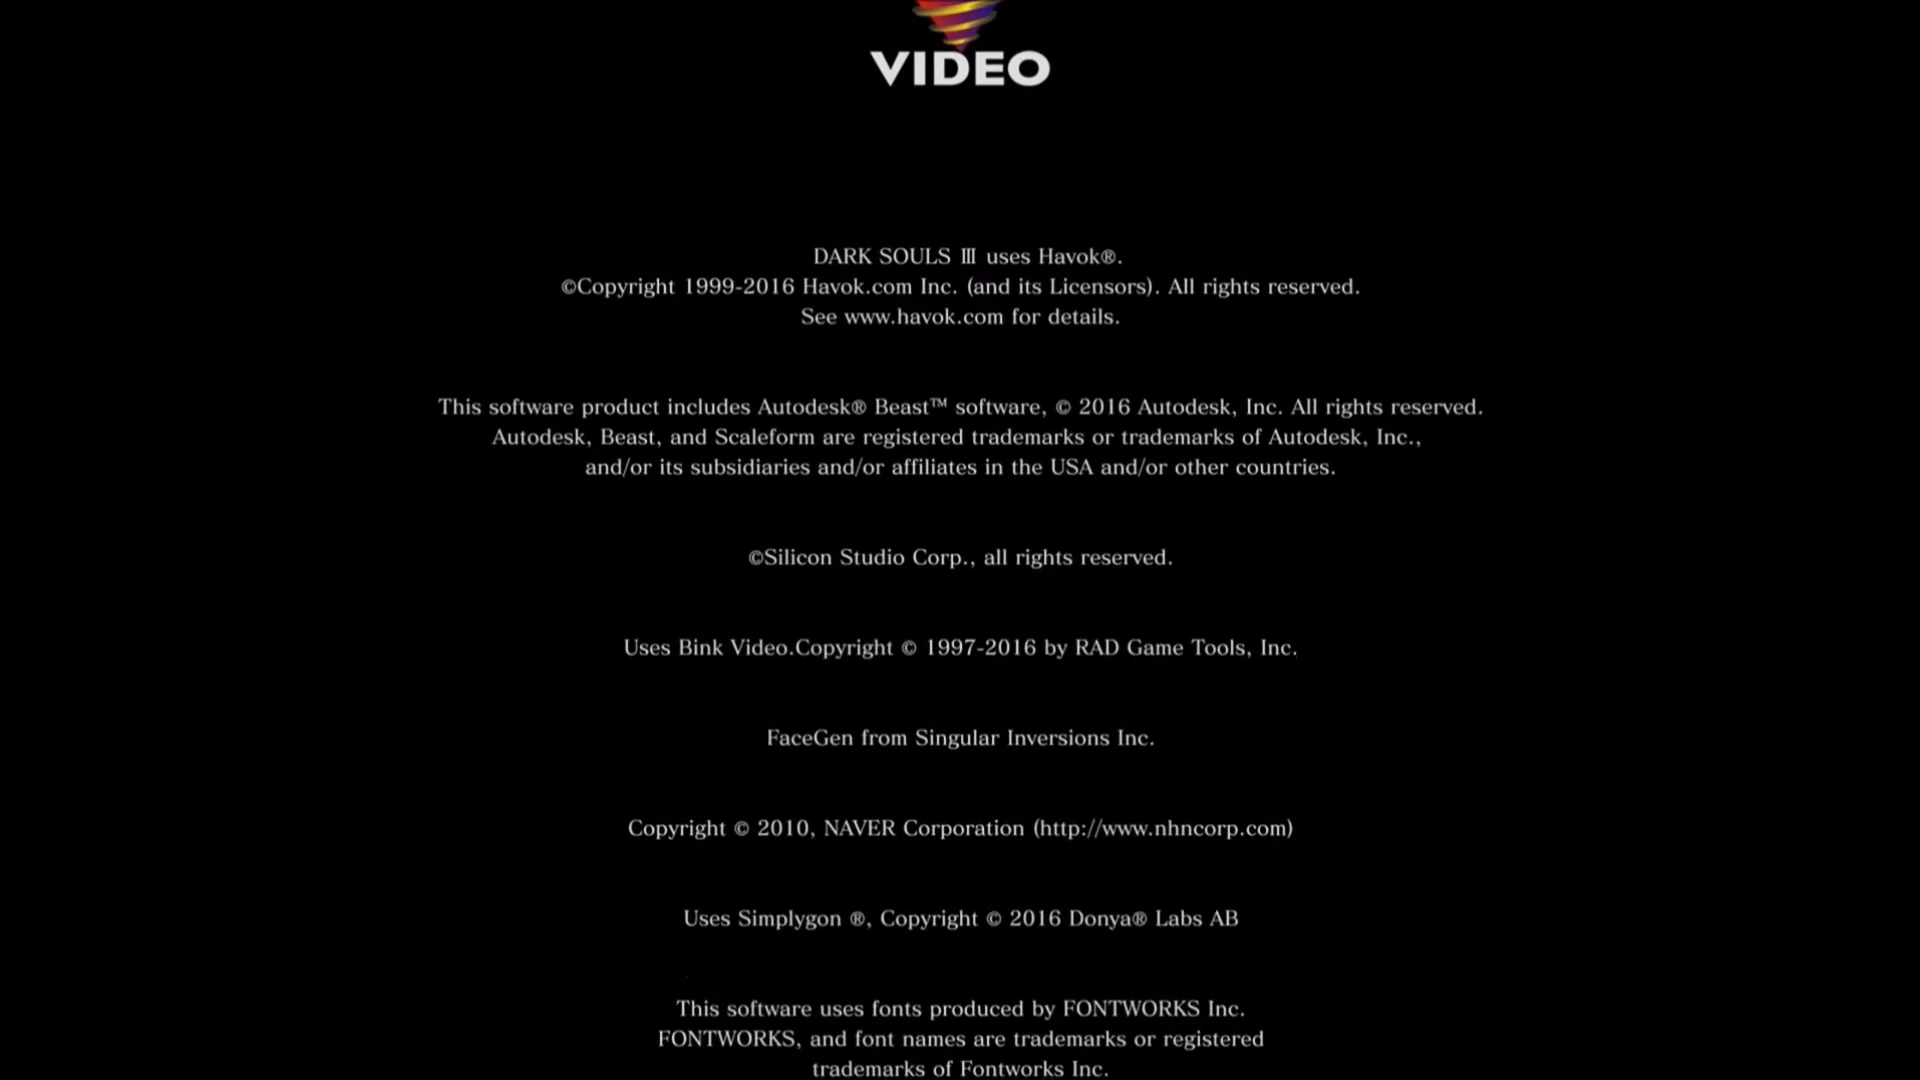 VIDEO
DARK SOULS Ⅲ uses Havok®.
©Copyright 1999-2016 Havok.com Inc. (and its Licensors). All rights reserved.
See www.havok.com for details.
This software product includes Autodesk® Beast™ software, © 2016 Autodesk, Inc. All rights reserved.
Autodesk, Beast, and Scaleform are registered trademarks or trademarks of Autodesk, Inc.,
and/or its subsidiaries and/or affiliates in the USA and/or other countries.
©Silicon Studio Corp., all rights reserved.
Uses Bink Video.Copyright © 1997-2016 by RAD Game Tools, Inc.
FaceGen from Singular Inversions Inc.
Copyright © 2010, NAVER Corporation (http://www.nhncorp.com)
Uses Simplygon ®, Copyright © 2016 Donya® Labs AB
This software uses fonts produced by FONTWORKS Inc.
FONTWORKS, and font names are trademarks or registered
trademarks of Fontworks Inc.